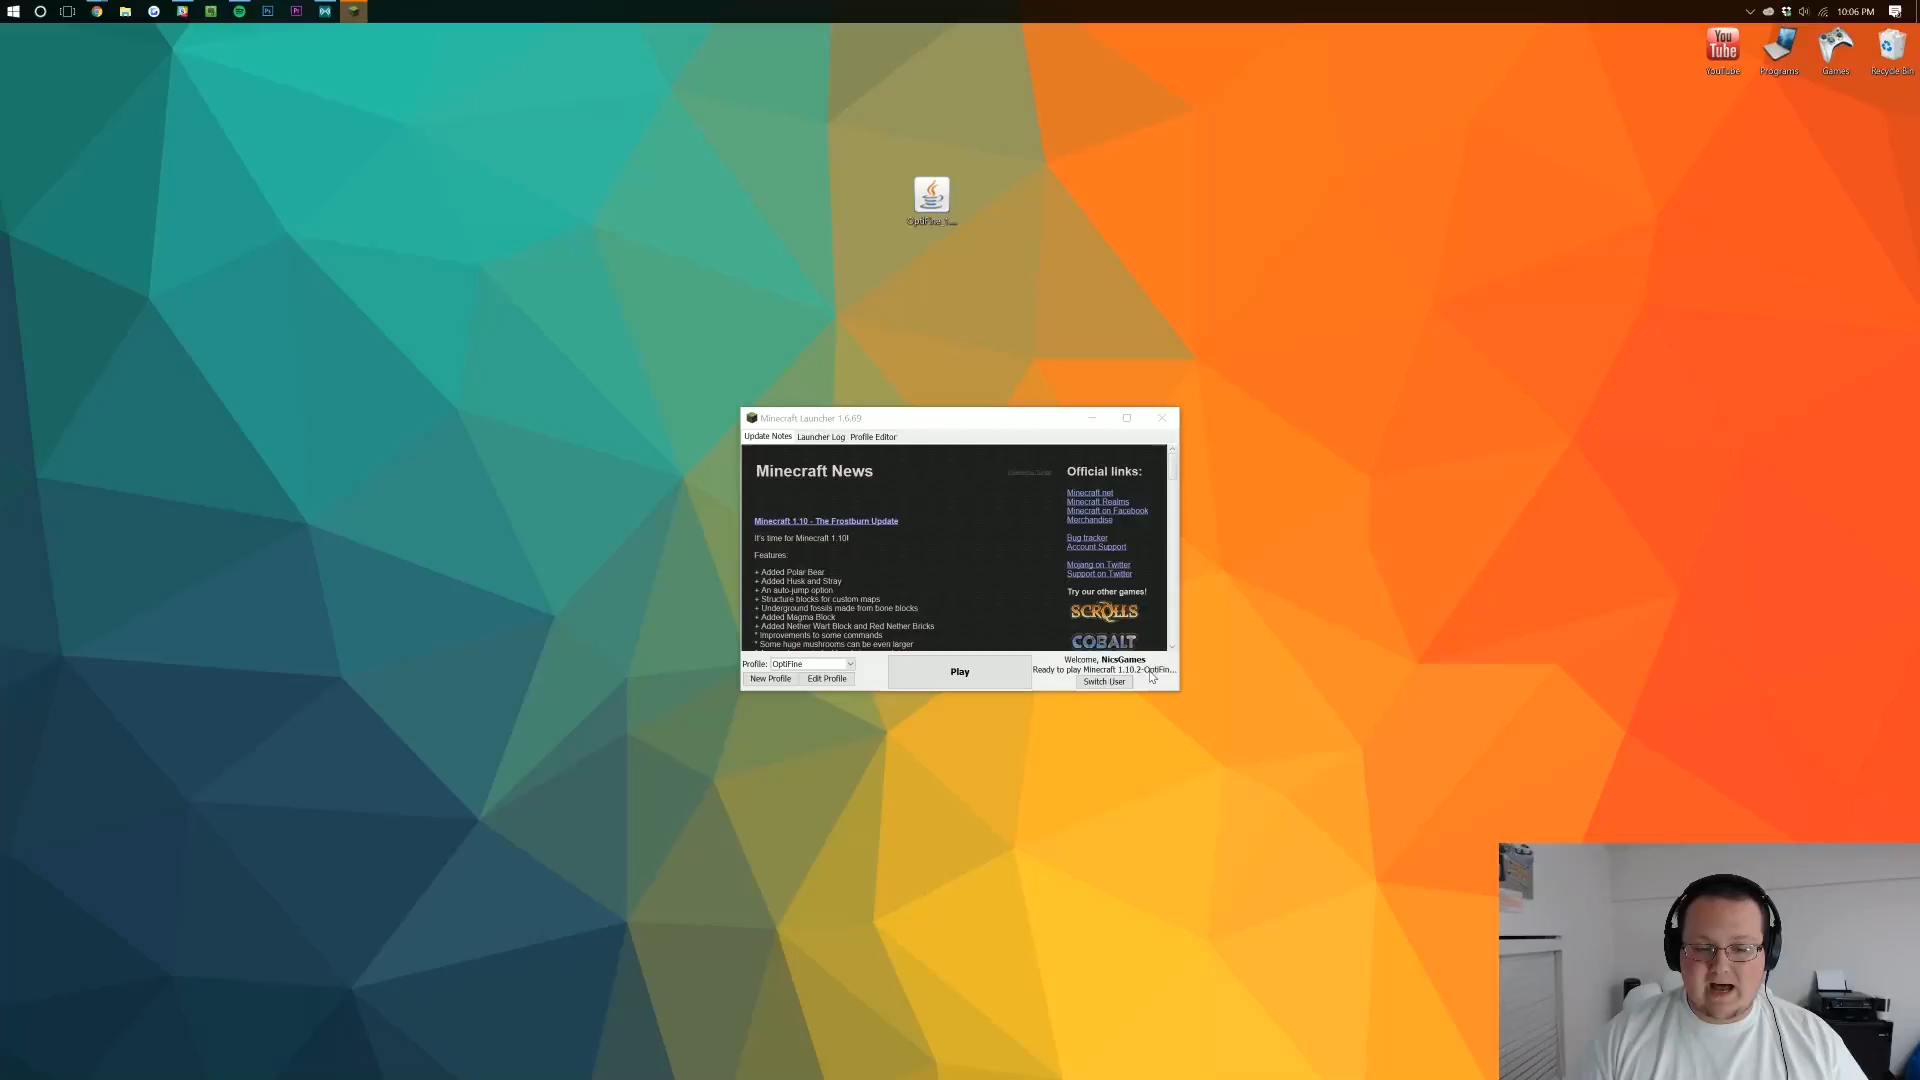 10:06 PM
YouTube
Programs
Games
Recycle Bin
OptiFine_1....
Minecraft Launcher 1.6.69
Update Notes
Launcher Log
Profile Editor
Minecraft News
Official links:
Minecraft.net
Minecraft Realms
Minecraft on Facebook
Merchandise
Minecraft 1.10 - The Frostburn Update
It's time for Minecraft 1.10!
Bug tracker
Account Support
Features:
Mojang on Twitter
Support on Twitter
+ Added Polar Bear
+ Added Husk and Stray
+ An auto-jump option
+ Structure blocks for custom maps
+ Underground fossils made from bone blocks
+ Added Magma Block
+ Added Nether Wart Block and Red Nether Bricks
* Improvements to some commands
* Some huge mushrooms can be even larger
Try our other games!
SCROLLS
COBALT
Profile: OptiFine
New Profile
Edit Profile
Play
Welcome, NicsGames
Ready to play Minecraft 1.10.2-OptiFin...
Switch User